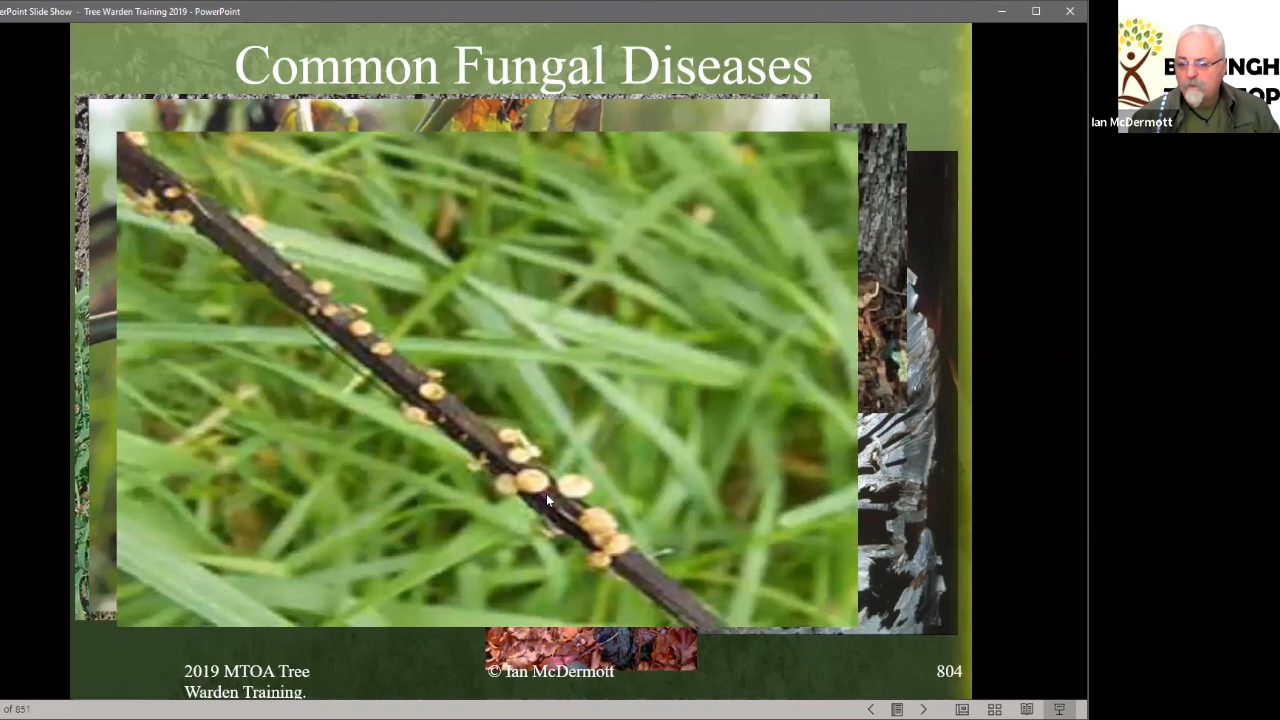 erPoint Slide Show - Tree Warden Training 2019 - PowerPoint
Common Fungal Diseases
Ian McDermott
2019 MTOA Tree
Warden Training.
© Ian McDermott
804
of 851